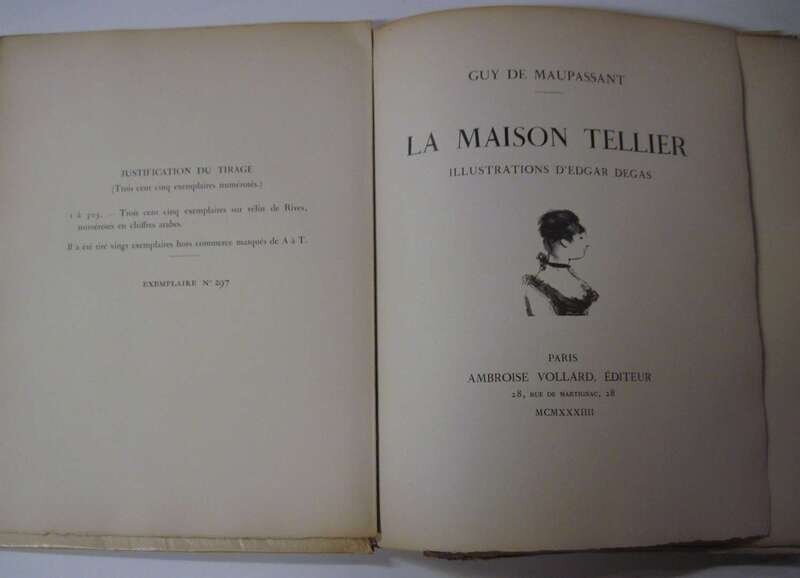 JUSTIFICATION DU TIRAGE
(Trois cent cinq exemplaires numérotés.)
1 à 305. — Trois cent cinq exemplaires sur vélin de Rives,
numérotés en chiffres arabes.
Il a été tiré vingt exemplaires hors commerce marqués de A à T.
EXEMPLAIRE N° 297
GUY DE MAUPASSANT
LA MAISON TELLIER
ILLUSTRATIONS D'EDGAR DEGAS
PARIS
AMBROISE VOLLARD, ÉDITEUR
28, RUE DE MARTIGNAC, 28
MCMXXXIIII